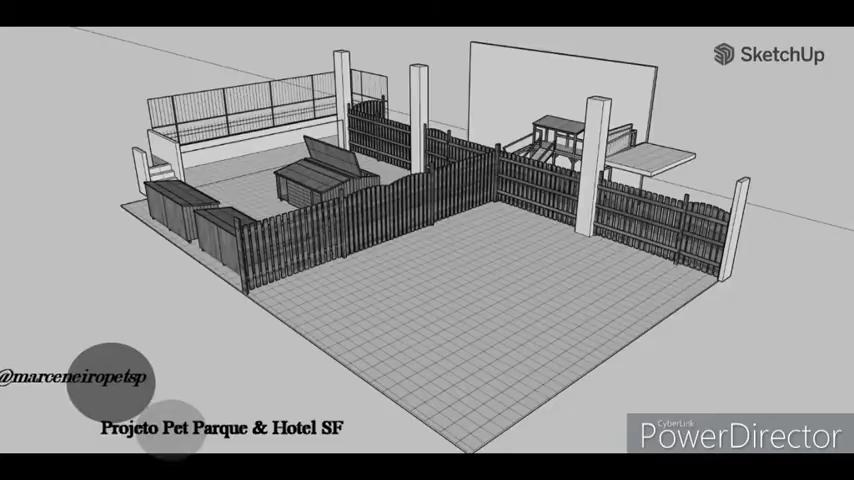 SketchUp
@marceneiropetsp
Projeto Pet Parque & Hotel SF
CyberLink
PowerDirector